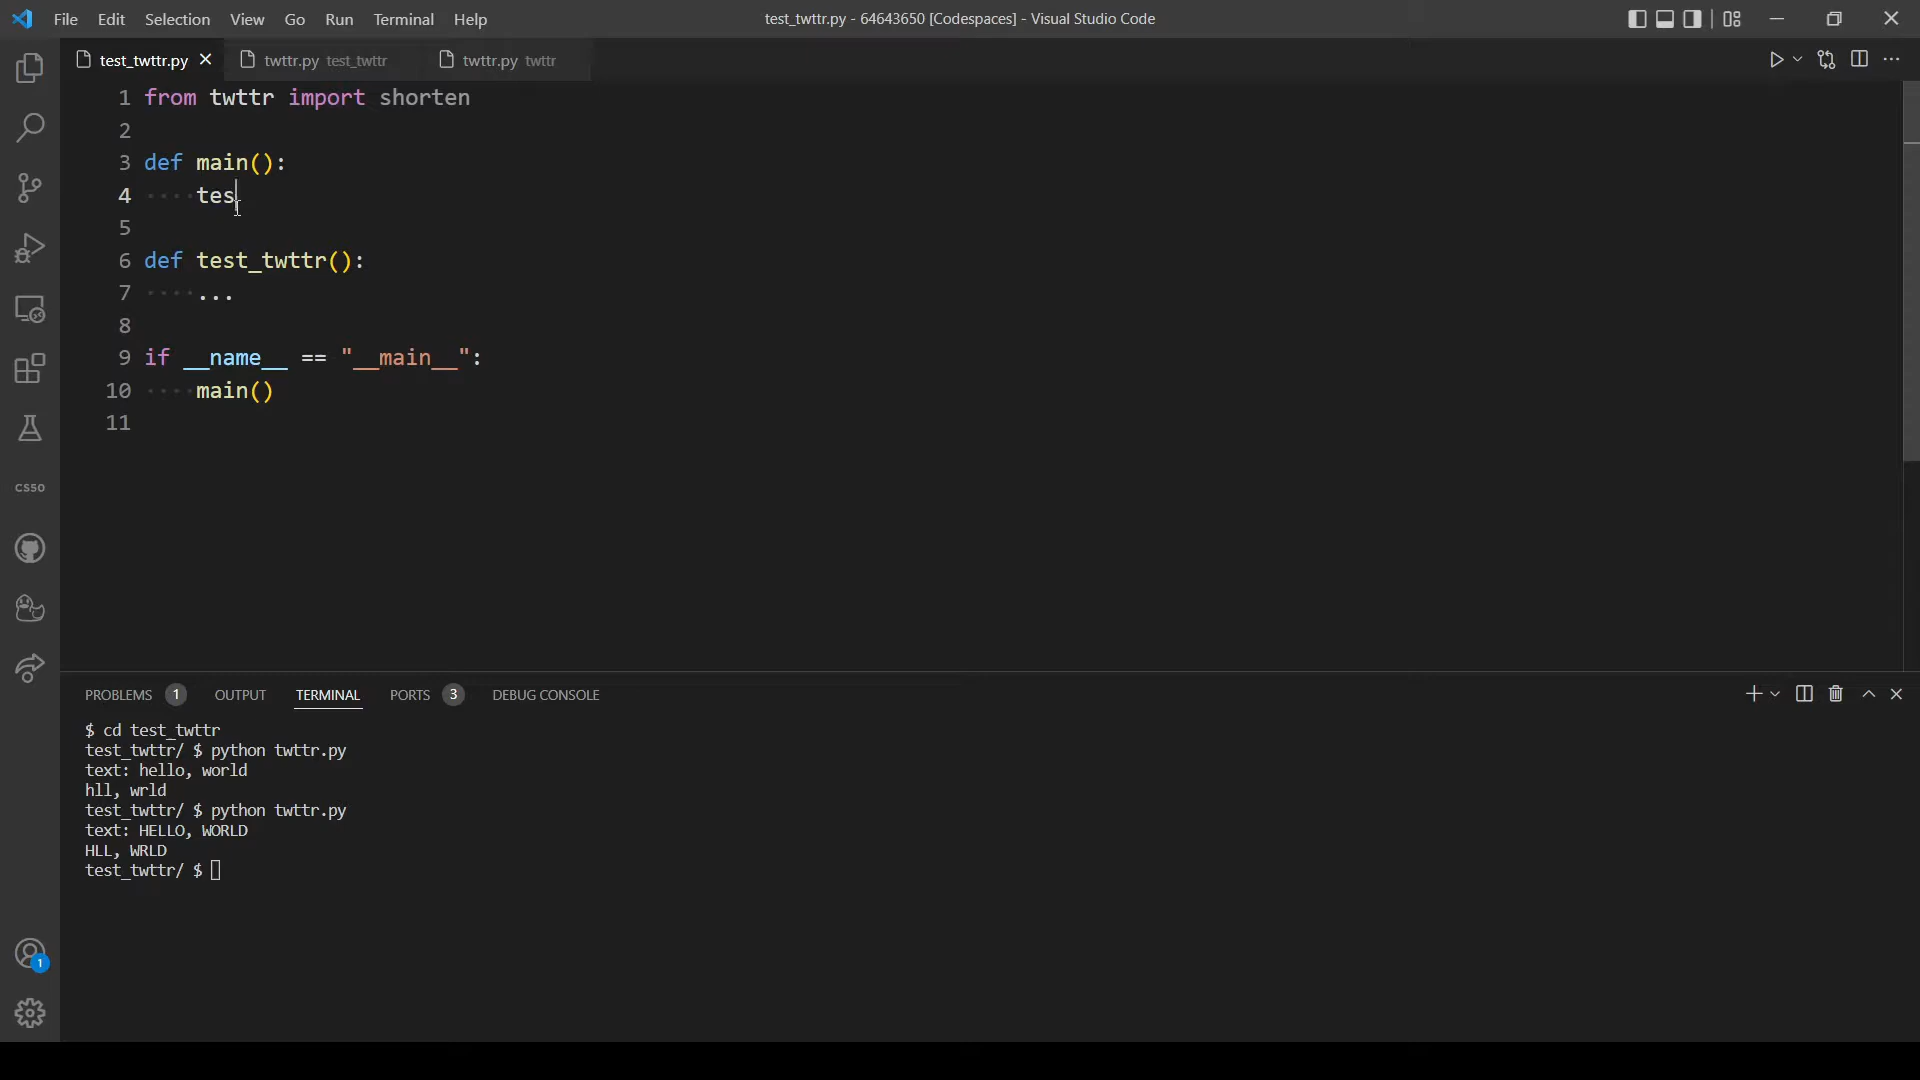 File Edit Selection View Go Run Terminal Help
test_twttr.py - 64643650 [Codespaces] - Visual Studio Code
test_twttr.py twttr.py test_twttr twttr.py twttr
1 from twttr import shorten
2
3 def main():
4 ····tes
5
6 def test_twttr():
7 ····...
8
9 if __name__ == "__main__":
10 ····main()
11
CS50
PROBLEMS 1 OUTPUT TERMINAL PORTS 3 DEBUG CONSOLE
$ cd test_twttr
test_twttr/ $ python twttr.py
text: hello, world
hll, wrld
test_twttr/ $ python twttr.py
text: HELLO, WORLD
HLL, WRLD
test_twttr/ $
1